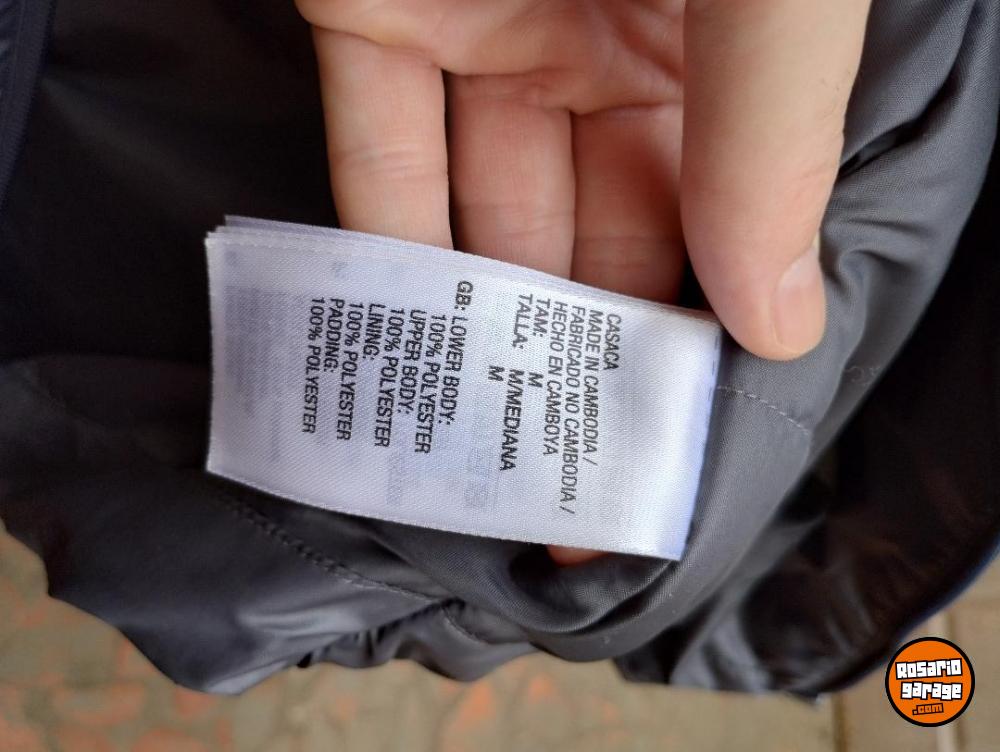 CASACA
MADE IN CAMBODIA /
FABRICADO NO CAMBODIA /
HECHO EN CAMBOYA
TAM: M
TALLA: M/MEDIANA
M
GB: LOWER BODY:
100% POLYESTER
UPPER BODY:
100% POLYESTER
LINING:
100% POLYESTER
PADDING:
100% POLYESTER
ROSARIO
garage
.com